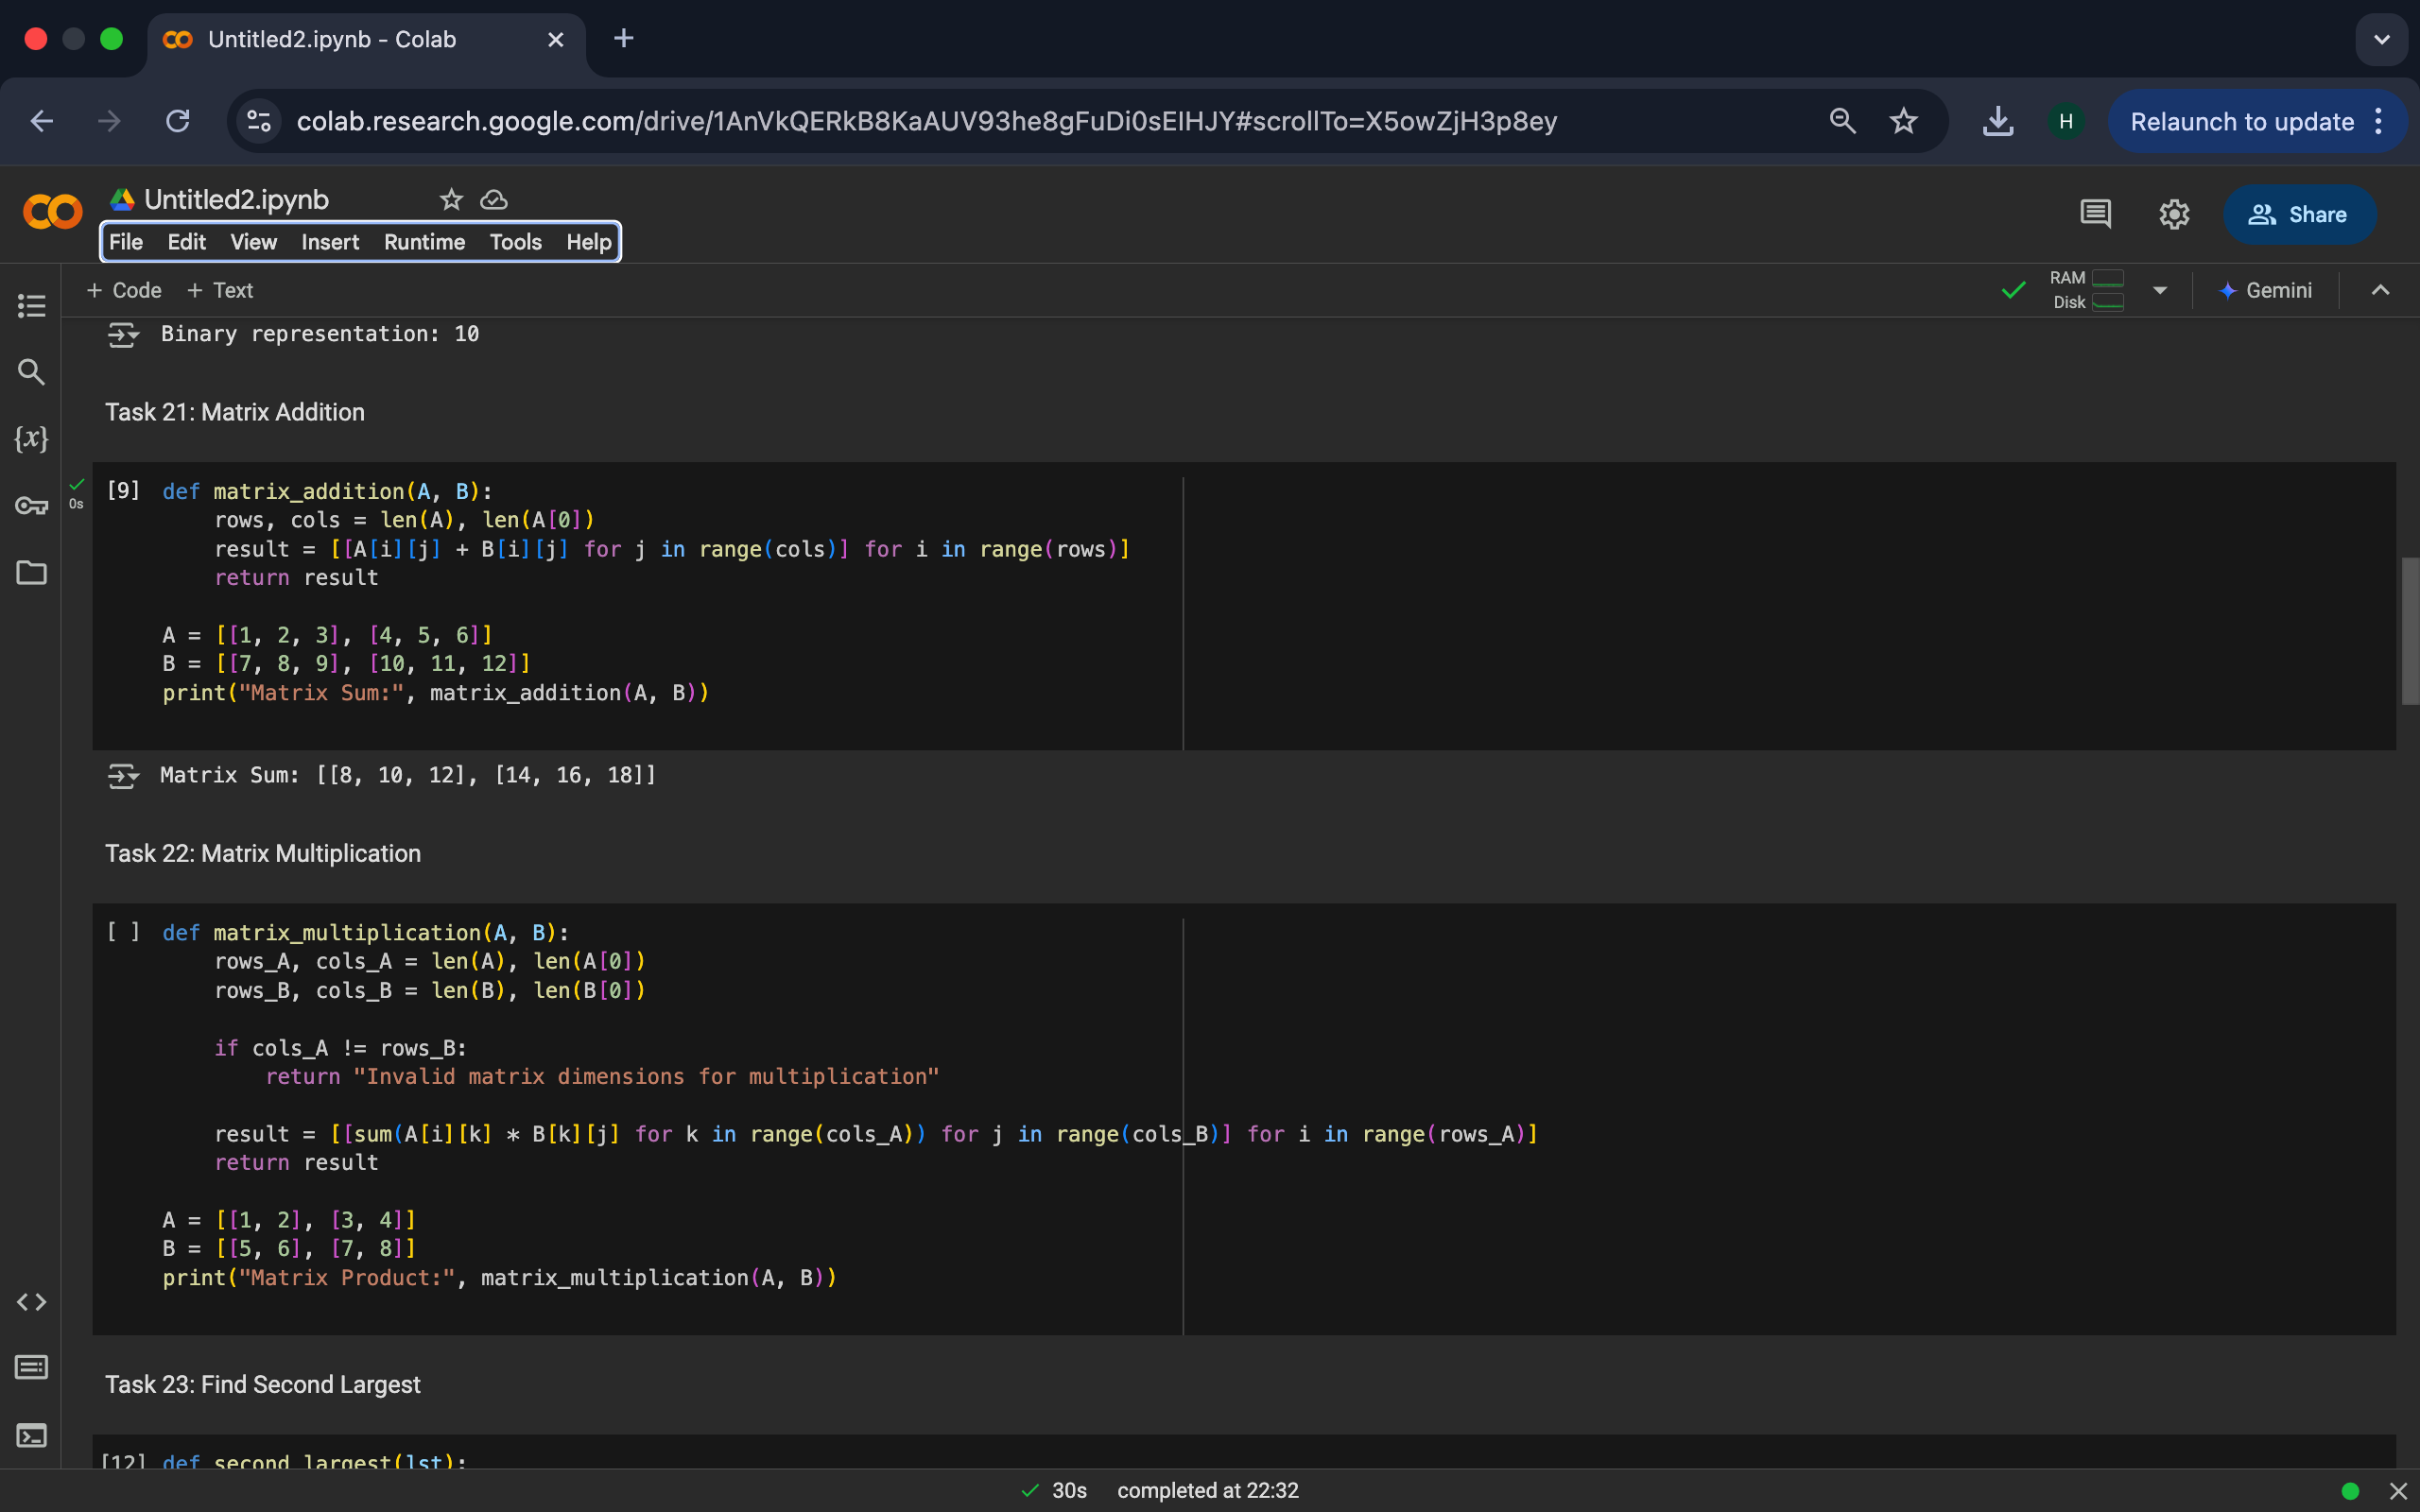 Untitled2.ipynb - Colab
colab.research.google.com/drive/1AnVkQERkB8KaAUV93he8gFuDi0sEIHJY#scrollTo=X5owZjH3p8ey
H
Relaunch to update
Untitled2.ipynb
File Edit View Insert Runtime Tools Help
Share
+ Code + Text
RAM
Disk
Gemini
Binary representation: 10
Task 21: Matrix Addition
0s
[9] def matrix_addition(A, B):
    rows, cols = len(A), len(A[0])
    result = [[A[i][j] + B[i][j] for j in range(cols)] for i in range(rows)]
    return result
A = [[1, 2, 3], [4, 5, 6]]
B = [[7, 8, 9], [10, 11, 12]]
print("Matrix Sum:", matrix_addition(A, B))
Matrix Sum: [[8, 10, 12], [14, 16, 18]]
Task 22: Matrix Multiplication
[ ] def matrix_multiplication(A, B):
    rows_A, cols_A = len(A), len(A[0])
    rows_B, cols_B = len(B), len(B[0])
    if cols_A != rows_B:
        return "Invalid matrix dimensions for multiplication"
    result = [[sum(A[i][k] * B[k][j] for k in range(cols_A)) for j in range(cols_B)] for i in range(rows_A)]
    return result
A = [[1, 2], [3, 4]]
B = [[5, 6], [7, 8]]
print("Matrix Product:", matrix_multiplication(A, B))
Task 23: Find Second Largest
[12] def second_largest(lst):
30s completed at 22:32